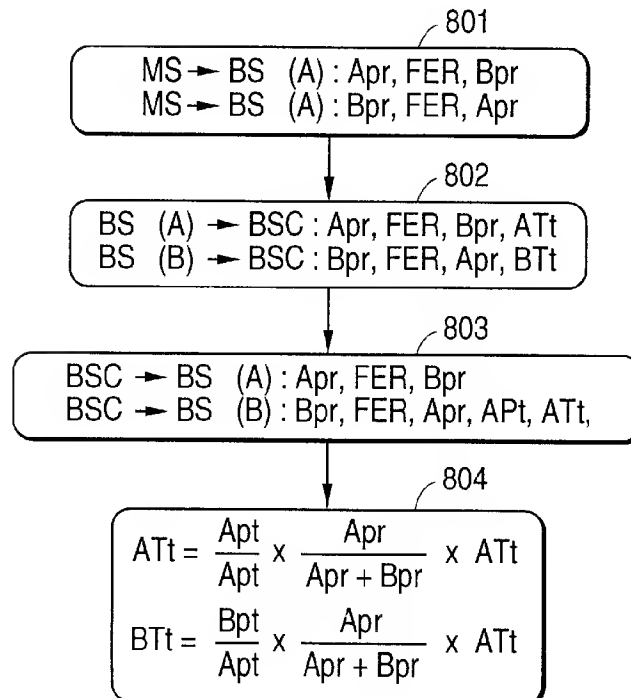 801
MS → BS (A) : Apr, FER, Bpr
MS → BS (A) : Bpr, FER, Apr
802
BS (A) → BSC : Apr, FER, Bpr, ATt
BS (B) → BSC : Bpr, FER, Apr, BTt
803
BSC → BS (A) : Apr, FER, Bpr
BSC → BS (B) : Bpr, FER, Apr, APt, ATt,
804
ATt = Apt/Apt x Apr/Apr + Bpr x ATt
BTt = Bpt/Apt x Apr/Apr + Bpr x ATt